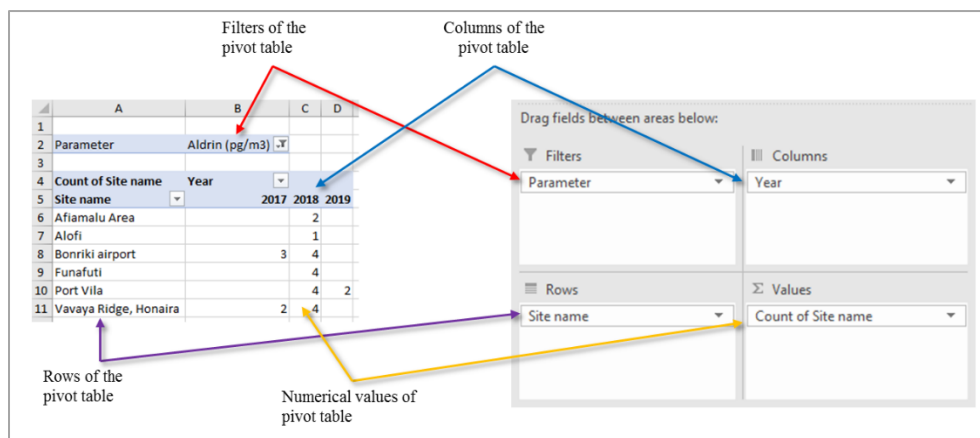 Filters of the
pivot table
Columns of the
pivot table
A B C D
1
2 Parameter Aldrin (pg/m3)
3
4 Count of Site name Year
5 Site name 2017 2018 2019
6 Afiamalu Area 2
7 Alofi 1
8 Bonriki airport 3 4
9 Funafuti 4
10 Port Vila 4 2
11 Vavaya Ridge, Honaira 2 4
Drag fields between areas below:
Filters Columns
Parameter Year
Rows Σ Values
Site name Count of Site name
Rows of the
pivot table
Numerical values of
pivot table